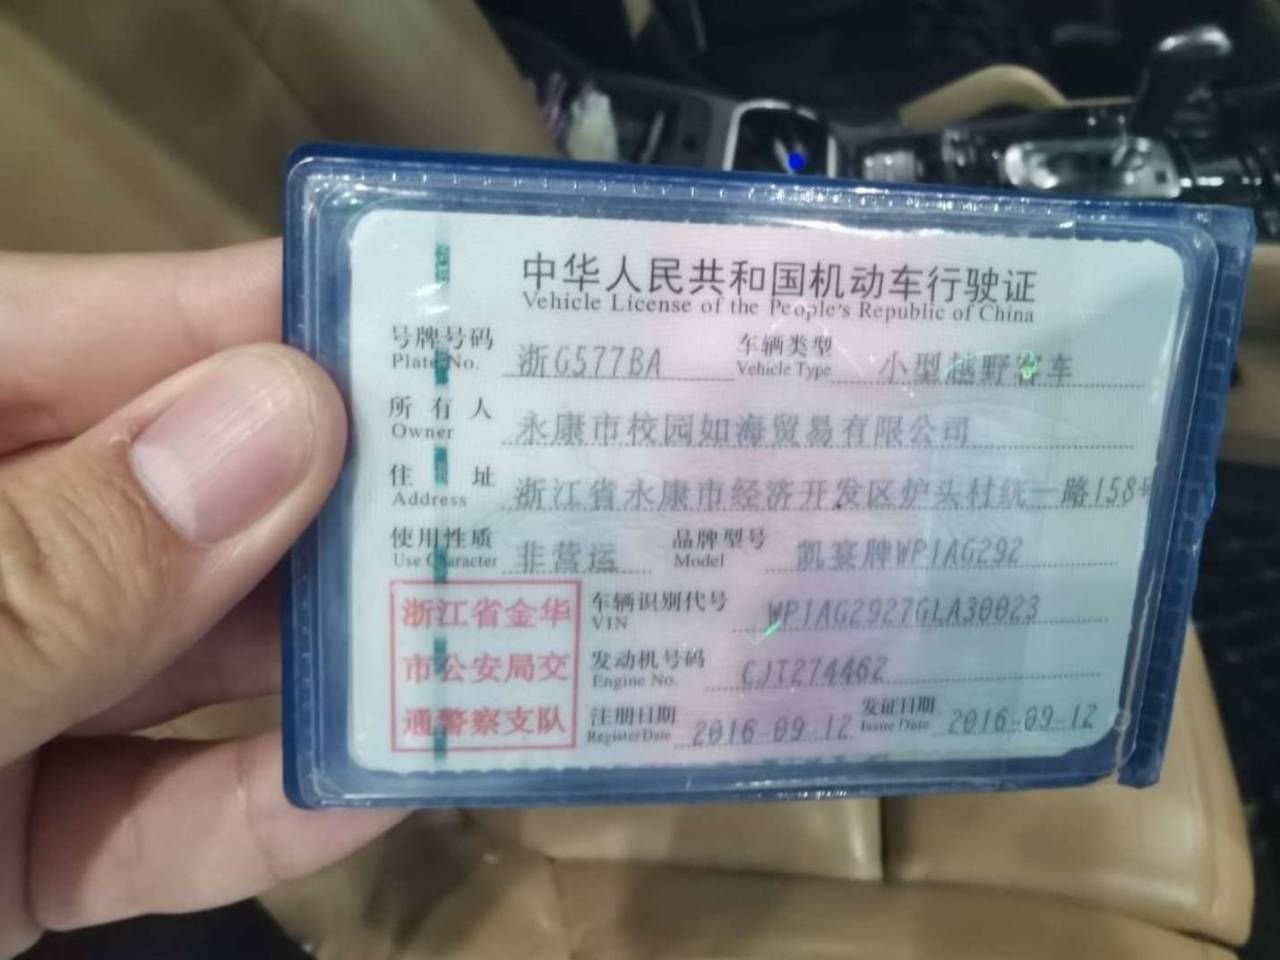 中华人民共和国机动车行驶证
Vehicle License of the People's Republic of China
号牌号码 浙G577BA 车辆类型 小型越野客车
Plate No. Vehicle Type
所有人 永康市校园如海贸易有限公司
Owner
住址 浙江省永康市经济开发区炉头村统一路158号
Address
使用性质 非营运 品牌型号 凯宴牌WP1AG292
Use Character Model
浙江省金华 车辆识别代号 WP1AG2927GLA30023
VIN
市公安局交 发动机号码 CJT274462
Engine No.
通警察支队 注册日期 2016-09-12 发证日期 2016-09-12
Register Date Issue Date